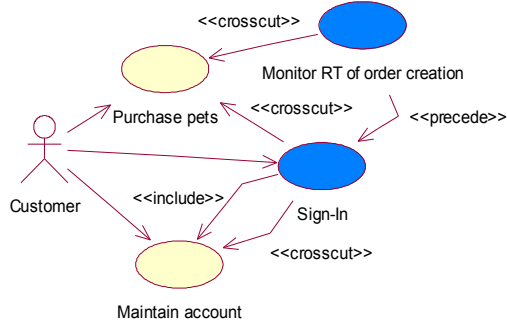 <<crosscut>>
Monitor RT of order creation
Purchase pets
<<crosscut>>
<<precede>>
<<include>>
Customer
Sign-In
<<crosscut>>
Maintain account